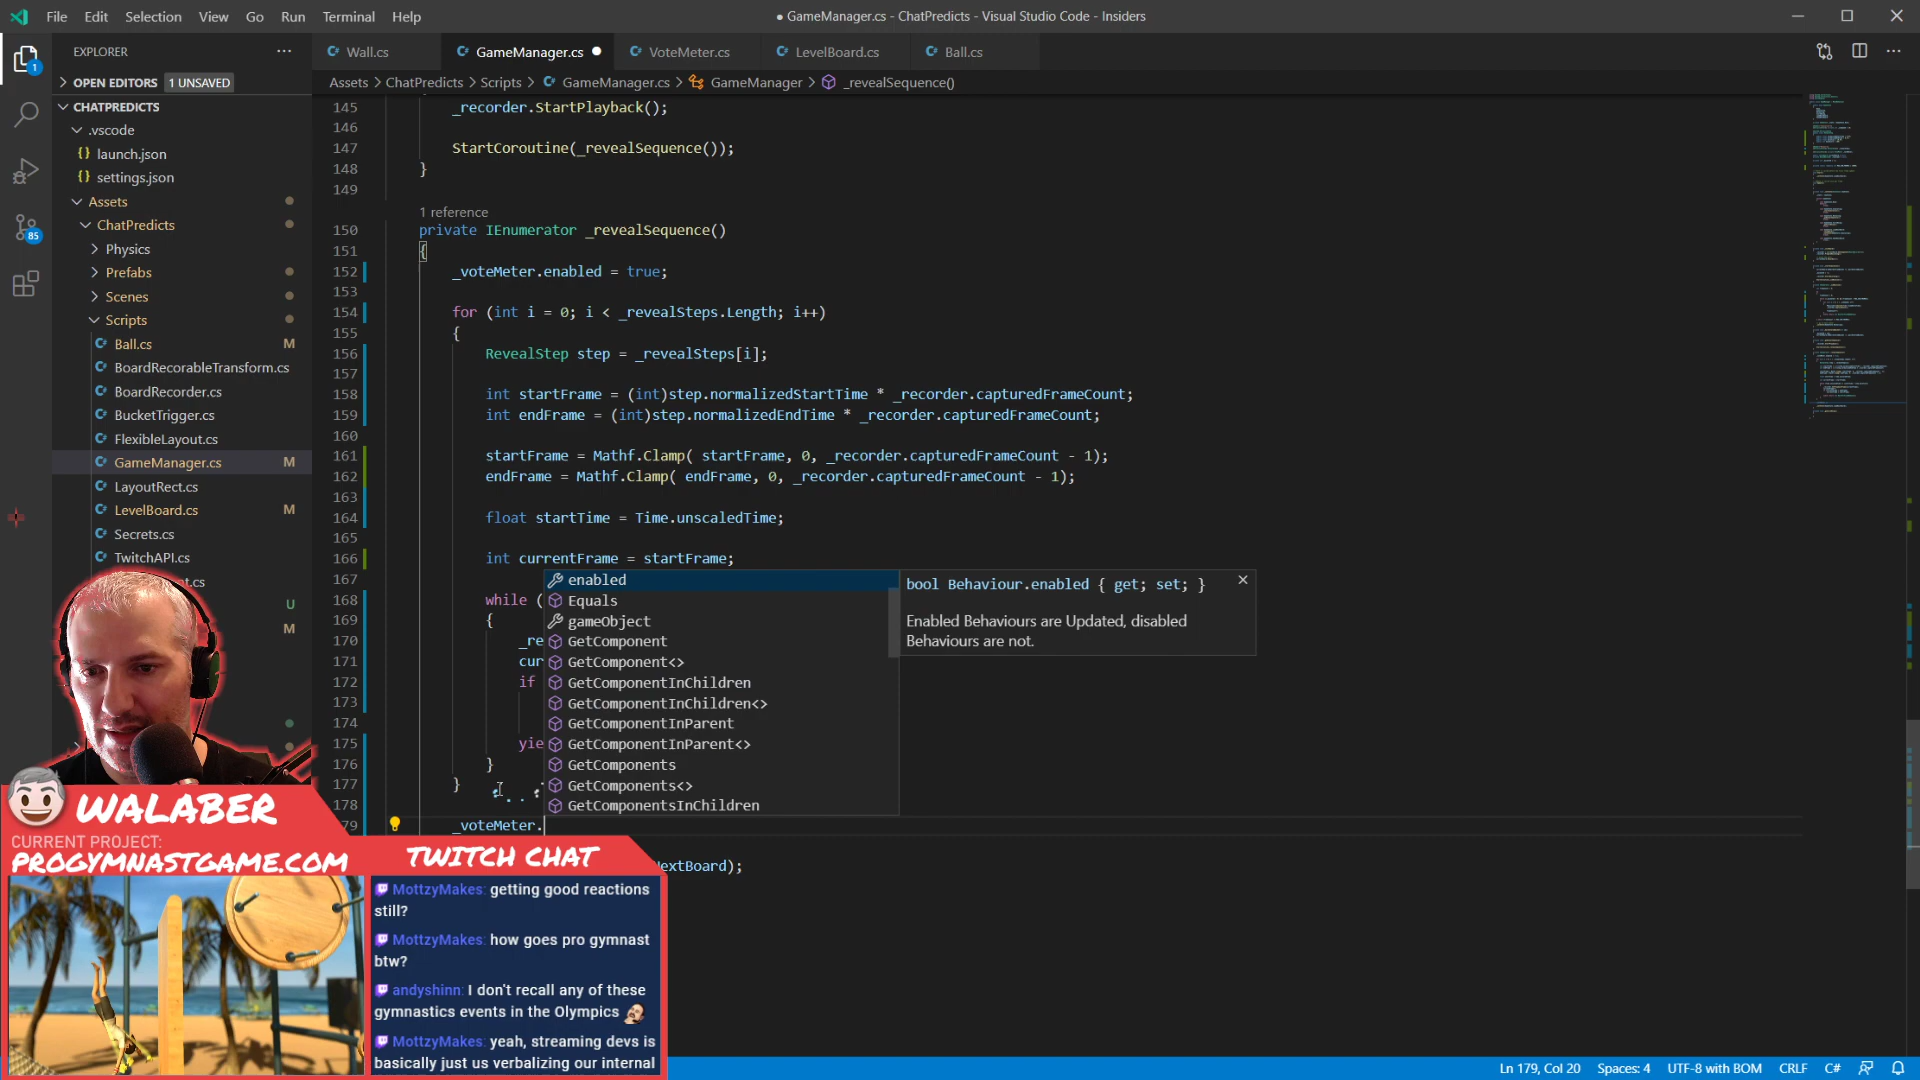 File Edit Selection View Go Run Terminal Help
● GameManager.cs - ChatPredicts - Visual Studio Code - Insiders
EXPLORER
Wall.cs
GameManager.cs
VoteMeter.cs
LevelBoard.cs
Ball.cs
OPEN EDITORS 1 UNSAVED
Assets > ChatPredicts > Scripts > GameManager.cs > GameManager > _revealSequence()
CHATPREDICTS
.vscode
launch.json
settings.json
Assets
ChatPredicts
Physics
Prefabs
Scenes
Scripts
Ball.cs M
BoardRecorableTransform.cs
BoardRecorder.cs
BucketTrigger.cs
FlexibleLayout.cs
GameManager.cs M
LayoutRect.cs
LevelBoard.cs M
Secrets.cs
TwitchAPI.cs
U
M
1
85
145 _recorder.StartPlayback();
146
147 StartCoroutine(_revealSequence());
148 }
149
1 reference
150 private IEnumerator _revealSequence()
151 {
152 _voteMeter.enabled = true;
153
154 for (int i = 0; i < _revealSteps.Length; i++)
155 {
156 RevealStep step = _revealSteps[i];
157
158 int startFrame = (int)step.normalizedStartTime * _recorder.capturedFrameCount;
159 int endFrame = (int)step.normalizedEndTime * _recorder.capturedFrameCount;
160
161 startFrame = Mathf.Clamp( startFrame, 0, _recorder.capturedFrameCount - 1);
162 endFrame = Mathf.Clamp( endFrame, 0, _recorder.capturedFrameCount - 1);
163
164 float startTime = Time.unscaledTime;
165
166 int currentFrame = startFrame;
167
168 while (
169 {
170 _re
171 cur
172 if
173
174
175 yie
176 }
177 }
178
79 _voteMeter.
extBoard);
enabled
Equals
gameObject
GetComponent
GetComponent<>
GetComponentInChildren
GetComponentInChildren<>
GetComponentInParent
GetComponentInParent<>
GetComponents
GetComponents<>
GetComponentsInChildren
bool Behaviour.enabled { get; set; }
Enabled Behaviours are Updated, disabled
Behaviours are not.
WALABER
CURRENT PROJECT:
PROGYMNASTGAME.COM
TWITCH CHAT
MottzyMakes: getting good reactions
still?
MottzyMakes: how goes pro gymnast
btw?
andyshinn: I don't recall any of these
gymnastics events in the Olympics
MottzyMakes: yeah, streaming devs is
basically just us verbalizing our internal
Ln 179, Col 20 Spaces: 4 UTF-8 with BOM CRLF C#